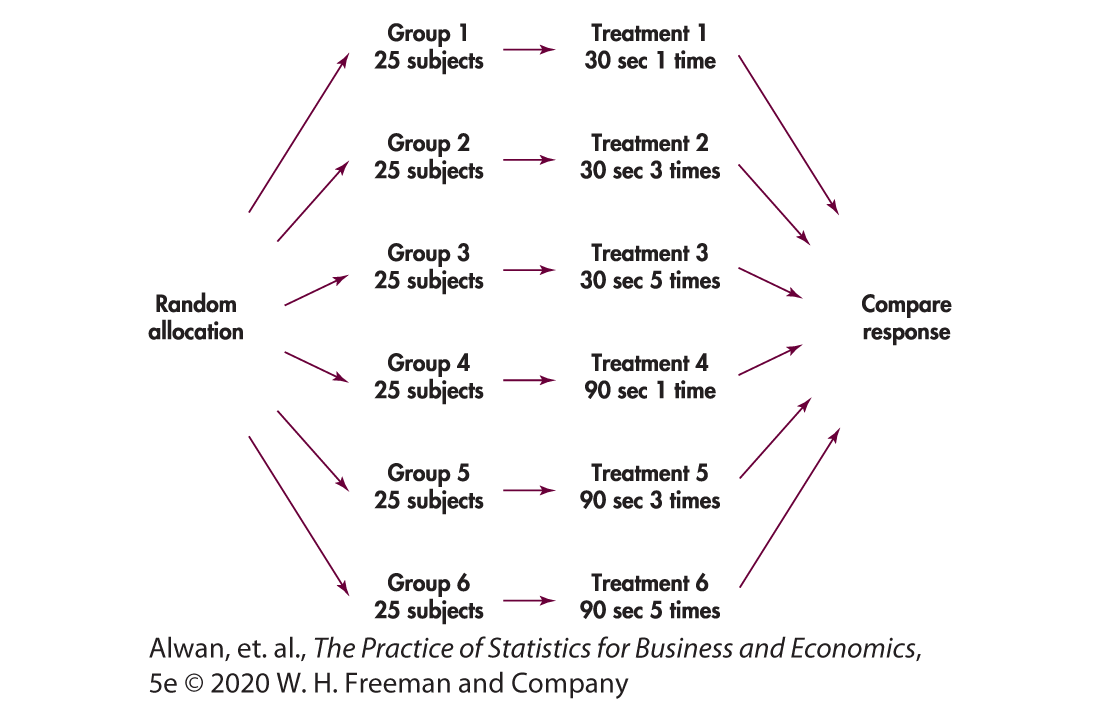 Group 1
25 subjects
Treatment 1
30 sec 1 time
Group 2
25 subjects
Treatment 2
30 sec 3 times
Group 3
25 subjects
Treatment 3
30 sec 5 times
Random
allocation
Compare
response
Group 4
25 subjects
Treatment 4
90 sec 1 time
Group 5
25 subjects
Treatment 5
90 sec 3 times
Group 6
25 subjects
Treatment 6
90 sec 5 times
Alwan, et. al., The Practice of Statistics for Business and Economics,
5e © 2020 W. H. Freeman and Company